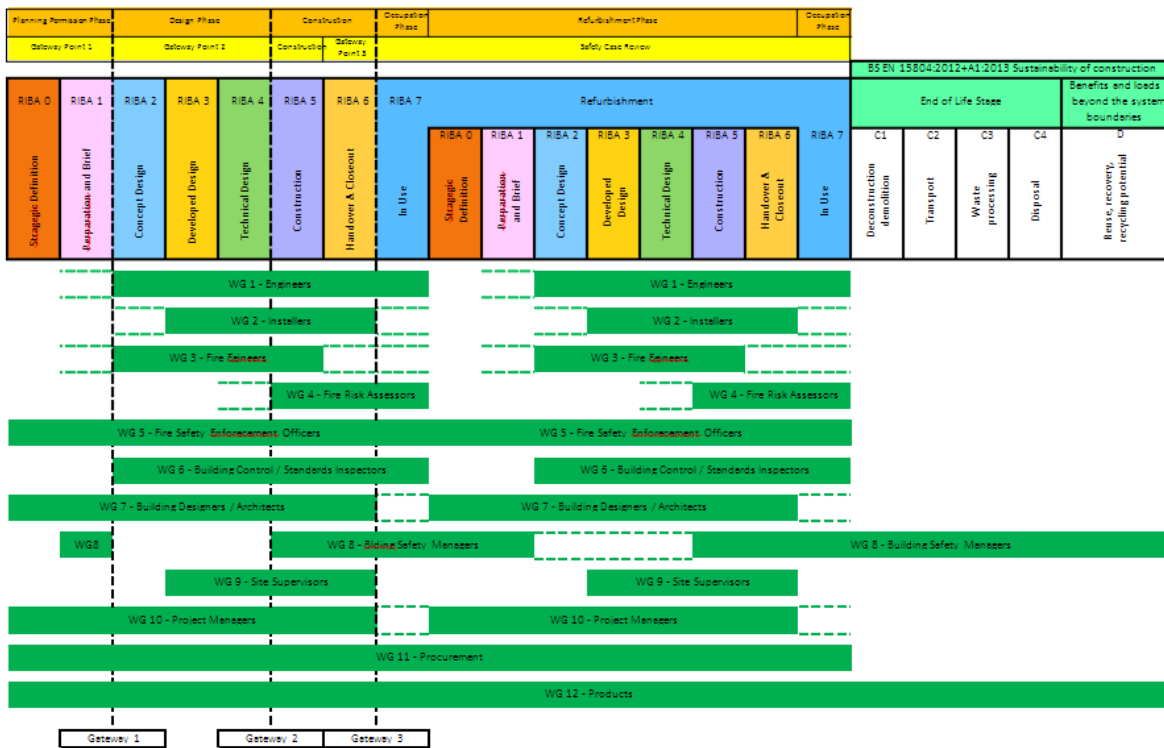 Planning Permission Phase
Design Phase
Construction
Occupation
Phase
Refurbishment Phase
Occupation
Phase
Gateway Point 1
Gateway Point 2
Construction
Gateway
Point 3
Safety Case Review
BS EN 15804:2012+A1:2013 Sustainability of construction
RIBA 0
RIBA 1
RIBA 2
RIBA 3
RIBA 4
RIBA 5
RIBA 6
RIBA 7
Refurbishment
RIBA 7
End of Life Stage
Benefits and loads
beyond the system
boundaries
RIBA 0
RIBA 1
RIBA 2
RIBA 3
RIBA 4
RIBA 5
RIBA 6
C1
C2
C3
C4
D
Stagegic Definition
Perparation and Brief
Concept Design
Developed Design
Technical Design
Construction
Handover & Closeout
In Use
Stagegic
Definition
Perparation
and Brief
Concept Design
Developed
Design
Technical Design
Construction
Handover &
Closeout
In Use
Deconstruction
demolition
Transport
Waste
processing
Disposal
Reuse, recovery,
recycling potential
WG 1 - Engineers
WG 1 - Engineers
WG 2 - Installers
WG 2 - Installers
WG 3 - Fire Egineers
WG 3 - Fire Egineers
WG 4 - Fire Risk Assessors
WG 4 - Fire Risk Assessors
WG 5 - Fire Safety Enforecement Officers
WG 5 - Fire Safety Enforecement Officers
WG 6 - Building Control / Standards Inspectors
WG 6 - Building Control / Standards Inspectors
WG 7 - Building Designers / Architects
WG 7 - Building Designers / Architects
WG8
WG 8 - Biding Safety Managers
WG 8 - Building Safety Managers
WG 9 - Site Supervisors
WG 9 - Site Supervisors
WG 10 - Project Managers
WG 10 - Project Managers
WG 11 - Procurement
WG 12 - Products
Gateway 1
Gateway 2
Gateway 3